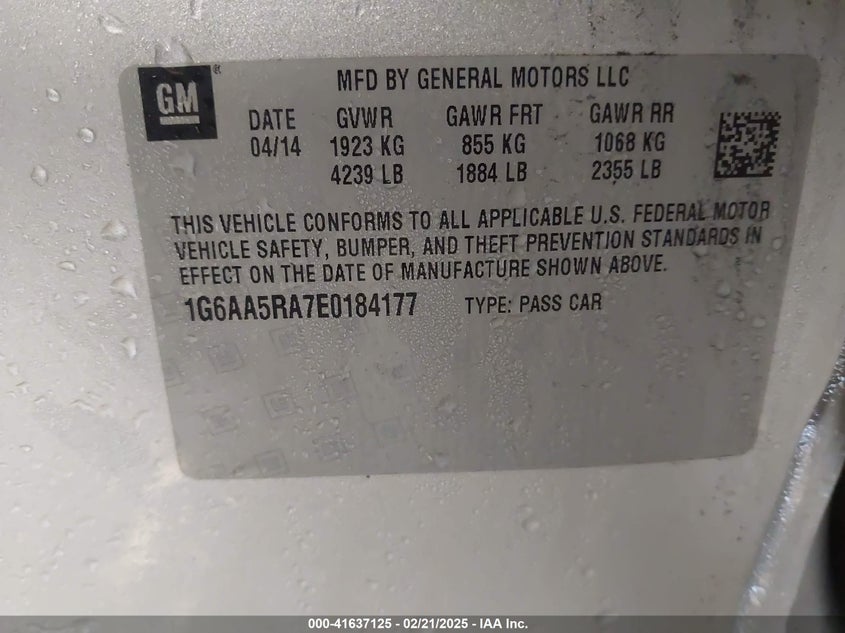 GM
MFD BY GENERAL MOTORS LLC
DATE GVWR GAWR FRT GAWR RR
04/14 1923 KG 855 KG 1068 KG
4239 LB 1884 LB 2355 LB
THIS VEHICLE CONFORMS TO ALL APPLICABLE U.S. FEDERAL MOTOR
VEHICLE SAFETY, BUMPER, AND THEFT PREVENTION STANDARDS IN
EFFECT ON THE DATE OF MANUFACTURE SHOWN ABOVE.
1G6AA5RA7E0184177 TYPE: PASS CAR
000-41637125 - 02/21/2025 - © IAA Inc.